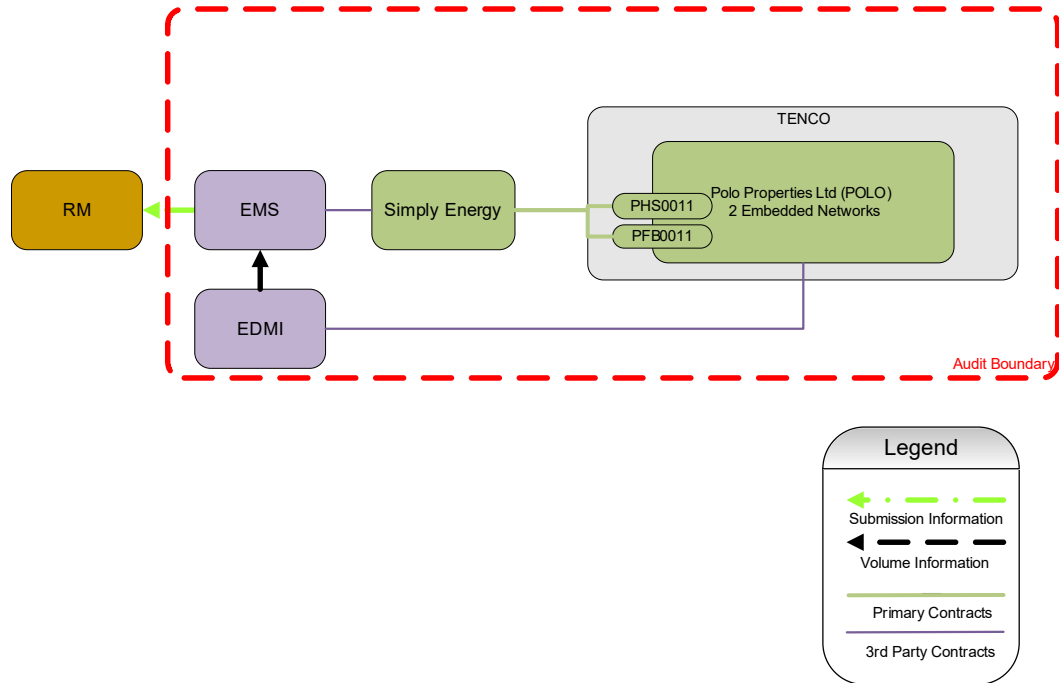 TENCO
RM
EMS
Simply Energy
PHS0011
PFB0011
Polo Properties Ltd (POLO)
2 Embedded Networks
EDMI
Audit Boundary
Legend
Submission Information
Volume Information
Primary Contracts
3rd Party Contracts